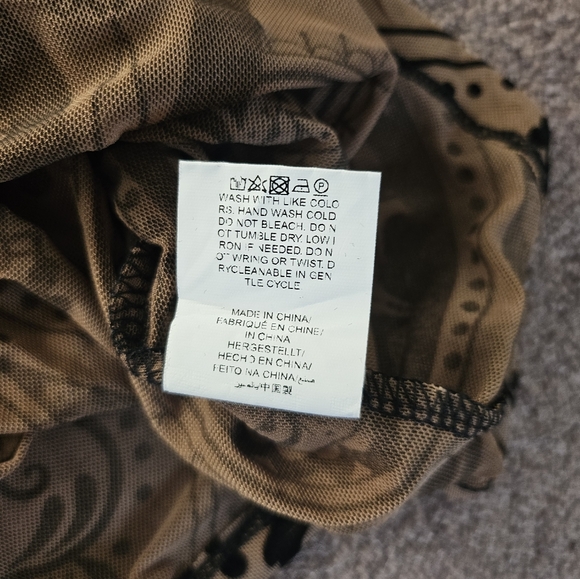 WASH WITH LIKE COLO
RS. HAND WASH COLD
DO NOT BLEACH. DO N
OT TUMBLE DRY. LOW I
RON IF NEEDED. DO N
OT WRING OR TWIST. D
RYCLEANABLE IN GEN
TLE CYCLE
MADE IN CHINA/
FABRIQUÉ EN CHINE/
IN CHINA
HERGESTELLT/
HECHO EN CHINA/
FEITO NA CHINA/
中国製